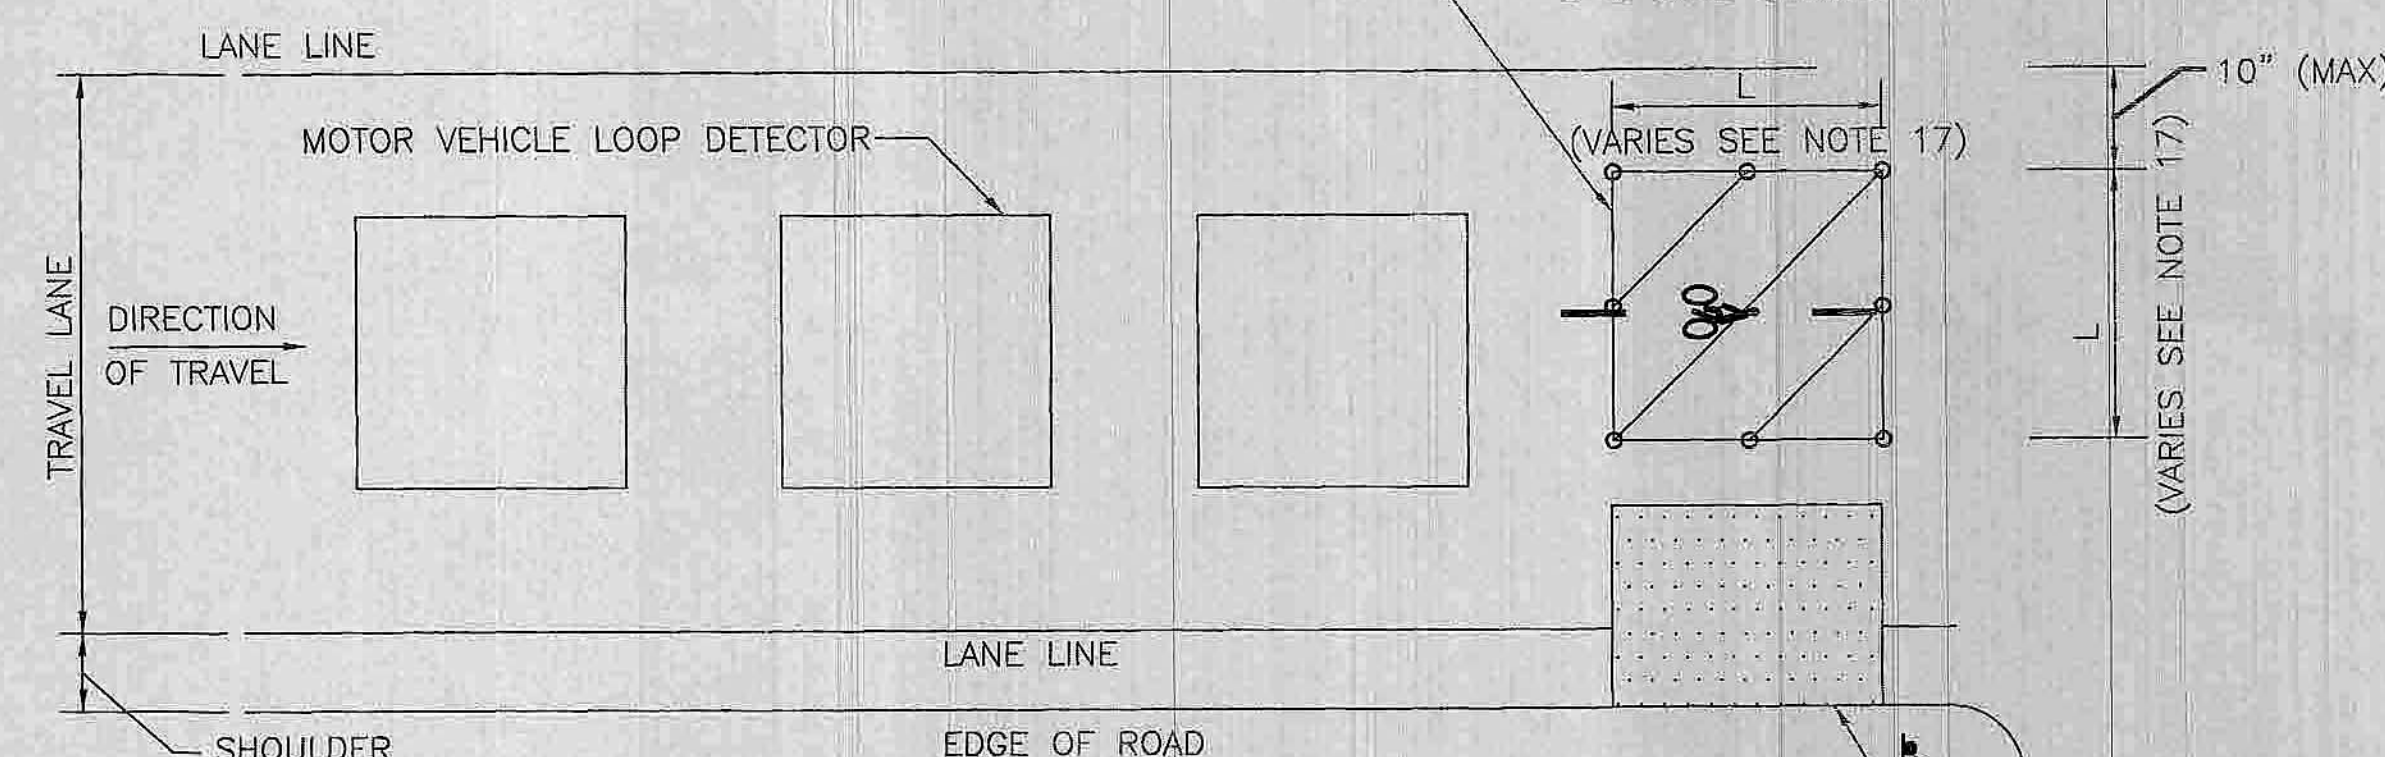 LANE LINE
10" (MAX)
L
MOTOR VEHICLE LOOP DETECTOR
(VARIES SEE NOTE 17)
TRAVEL LANE
DIRECTION
OF TRAVEL
L
(VARIES SEE NOTE 17)
LANE LINE
SHOULDER
EDGE OF ROAD